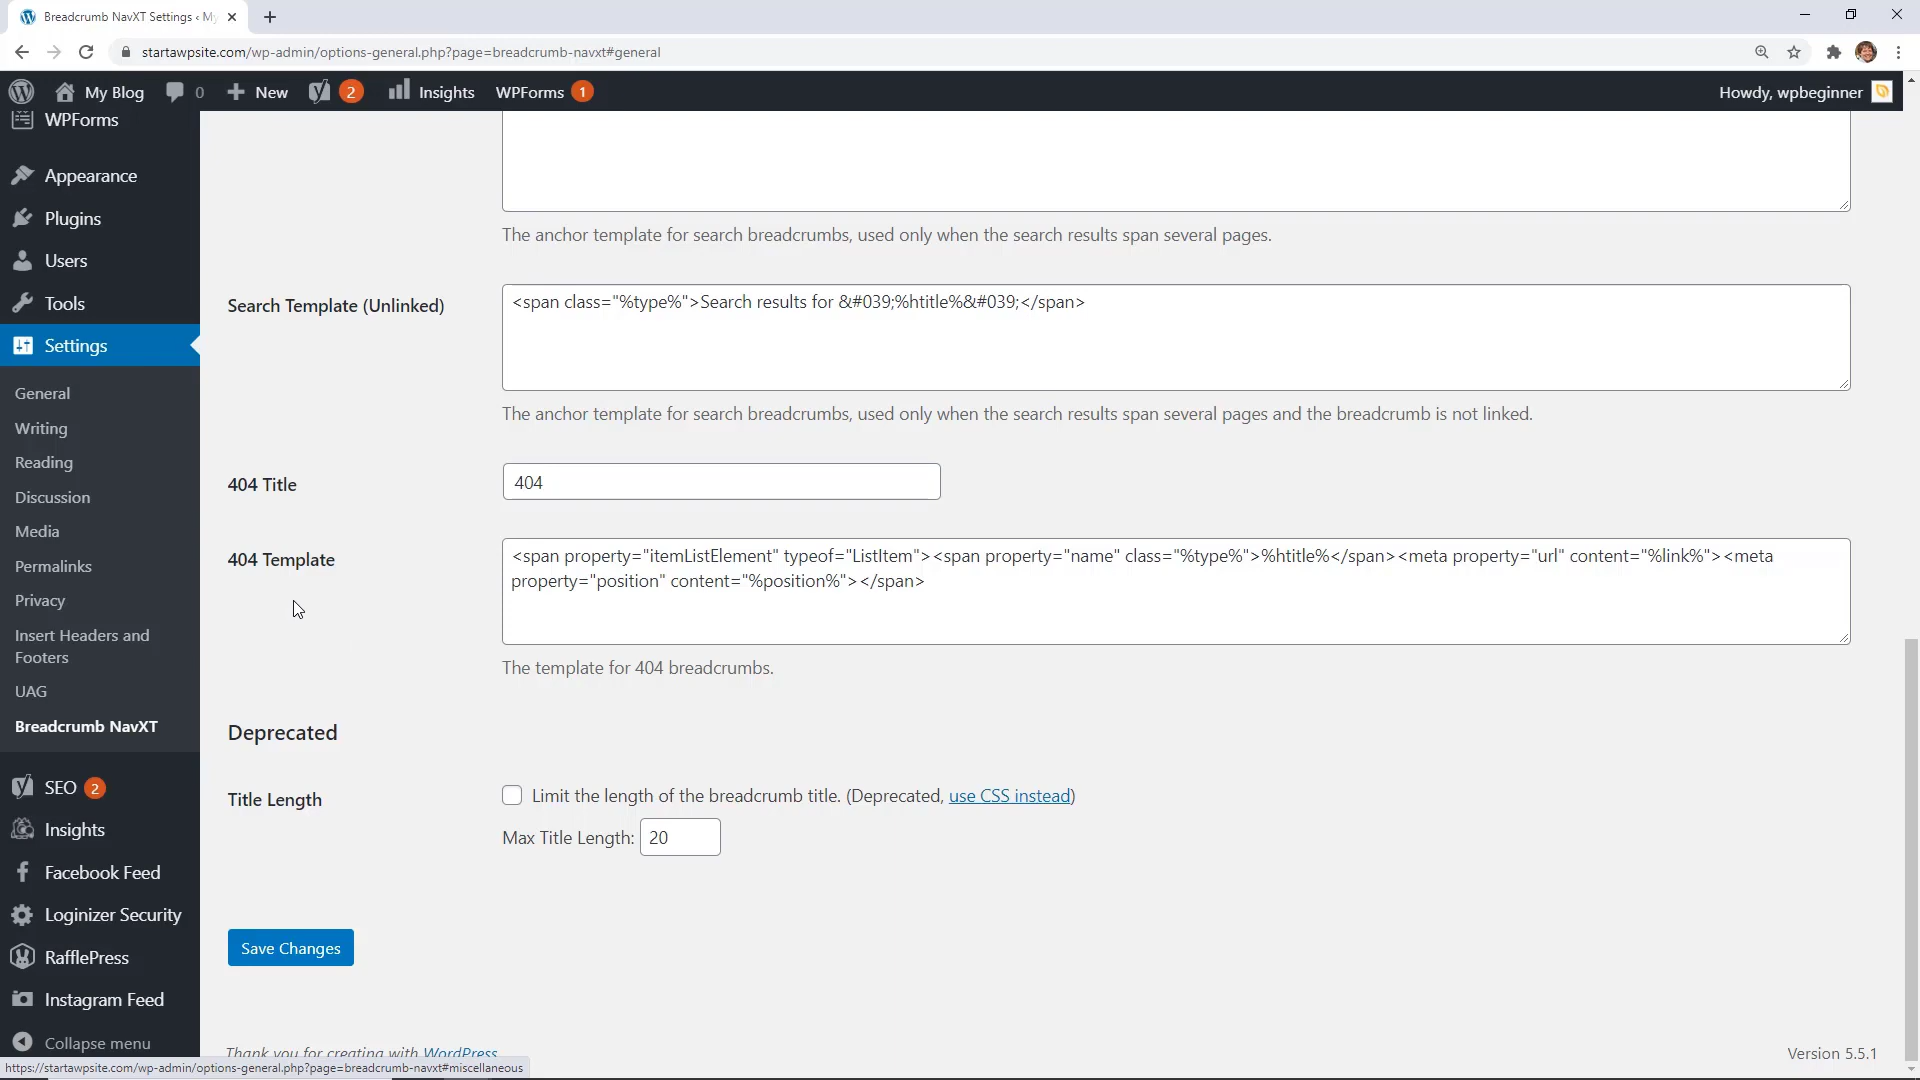 Breadcrumb NavXT Settings ‹ My
startawpsite.com/wp-admin/options-general.php?page=breadcrumb-navxt#general
My Blog
0
New
2
Insights
WPForms
1
Howdy, wpbeginner
WPForms
Appearance
Plugins
Users
Tools
Settings
General
Writing
Reading
Discussion
Media
Permalinks
Privacy
Insert Headers and
Footers
UAG
Breadcrumb NavXT
SEO 2
Insights
Facebook Feed
Loginizer Security
RafflePress
Instagram Feed
Collapse menu
The anchor template for search breadcrumbs, used only when the search results span several pages.
Search Template (Unlinked)
<span class="%type%">Search results for &#039;%htitle%&#039;</span>
The anchor template for search breadcrumbs, used only when the search results span several pages and the breadcrumb is not linked.
404 Title
404
404 Template
<span property="itemListElement" typeof="ListItem"><span property="name" class="%type%">%htitle%</span><meta property="url" content="%link%"><meta
property="position" content="%position%"></span>
The template for 404 breadcrumbs.
Deprecated
Title Length
Limit the length of the breadcrumb title. (Deprecated, use CSS instead)
Max Title Length: 20
Save Changes
Thank you for creating with WordPress
Version 5.5.1
https://startawpsite.com/wp-admin/options-general.php?page=breadcrumb-navxt#miscellaneous